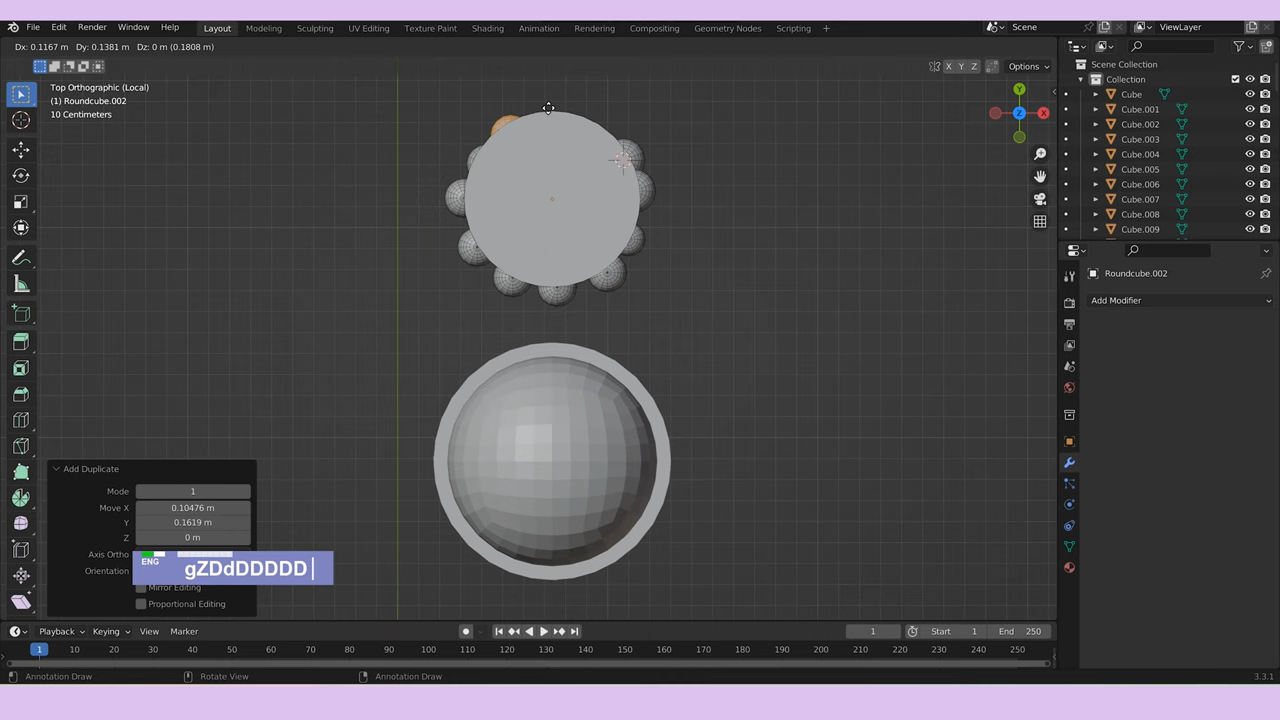 File Edit Render Window Help Layout Modeling Sculpting UV Editing Texture Paint Shading Animation Rendering Compositing Geometry Nodes Scripting + Scene ViewLayer
Dx: 0.1167 m Dy: 0.1381 m Dz: 0 m (0.1808 m)
X Y Z Options
Top Orthographic (Local)
(1) Roundcube.002
10 Centimeters
Y
Z
X
Scene Collection
Collection
Cube
Cube.001
Cube.002
Cube.003
Cube.004
Cube.005
Cube.006
Cube.007
Cube.008
Cube.009
Roundcube.002
Add Modifier
Add Duplicate
Mode 1
Move X 0.10476 m
Y 0.1619 m
Z 0 m
Axis Ortho
Orientation
ENG
gZDdDDDDD
Mirror Editing
Proportional Editing
Playback Keying View Marker 1 Start 1 End 250
1 10 20 30 40 50 60 70 80 90 100 110 120 130 140 150 160 170 180 190 200 210 220 230 240 250
Annotation Draw Rotate View Annotation Draw 3.3.1